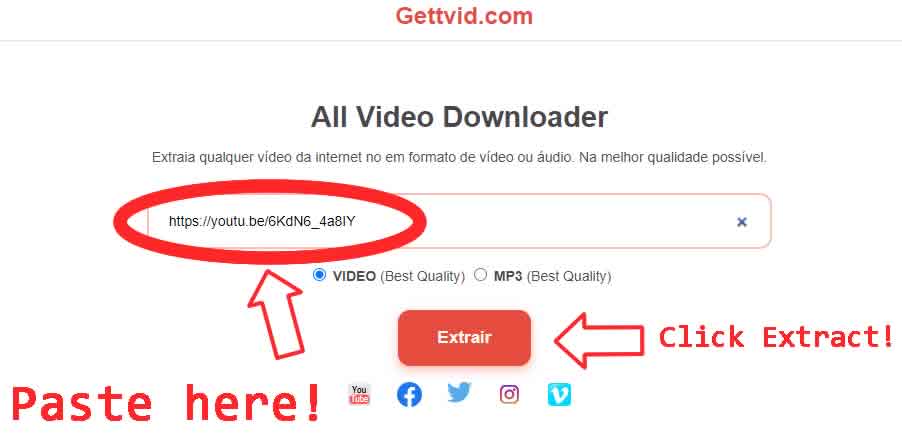 Gettvid.com
All Video Downloader
Extraia qualquer vídeo da internet no em formato de vídeo ou áudio. Na melhor qualidade possível.
https://youtu.be/6KdN6_4a8IY
VIDEO (Best Quality) MP3 (Best Quality)
Extrair
Click Extract!
Paste here!
You
Tube